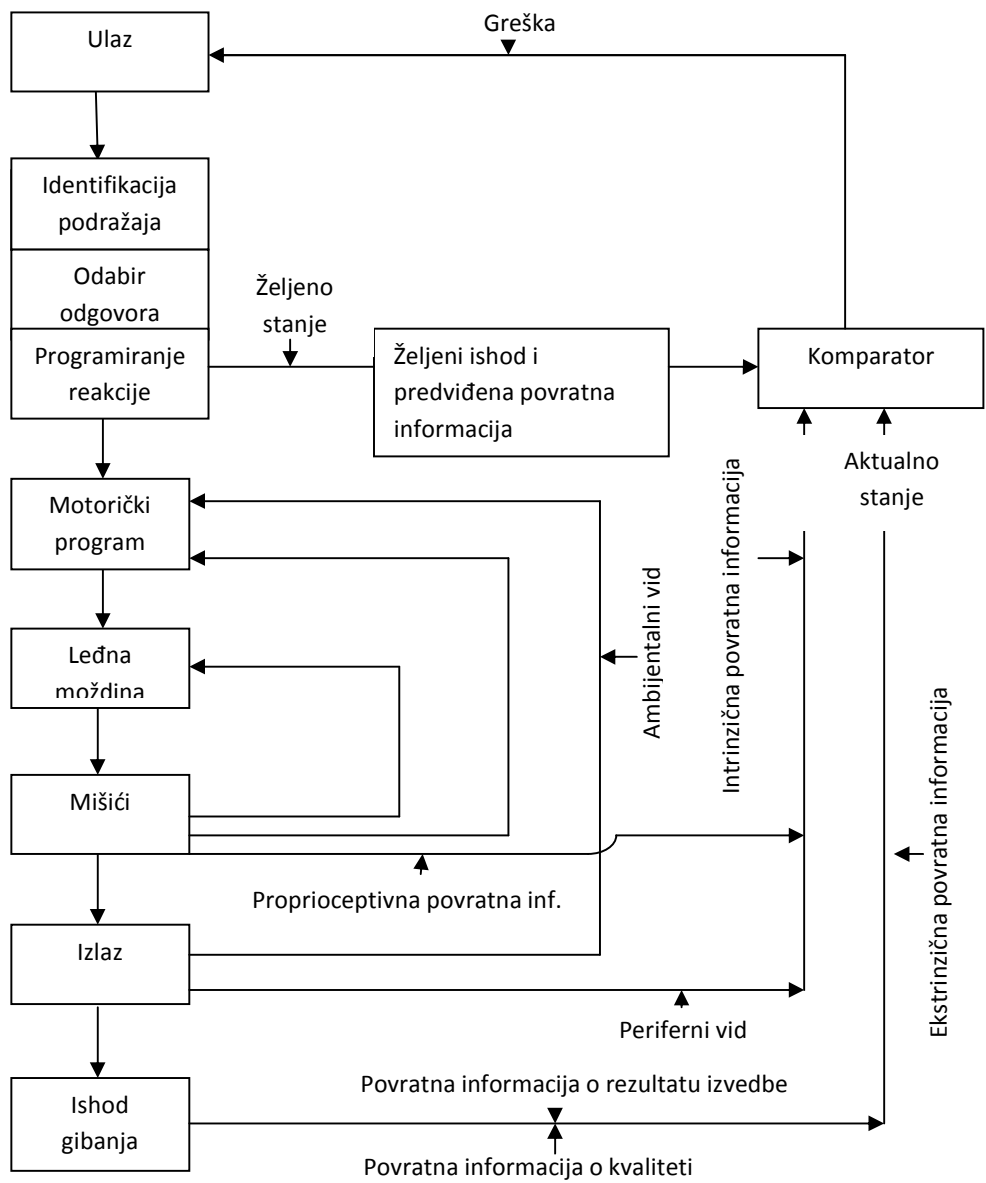 Greška
Ulaz
Identifikacija
podražaja
Odabir
odgovora
Željeno
stanje
Programiranje
reakcije
Željeni ishod i
predviđena povratna
informacija
Komparator
Aktualno
stanje
Motorički
program
Intrinzična povratna informacija
Ambijentalni vid
Leđna
moždina
Ekstrinzična povratna informacija
Mišići
Proprioceptivna povratna inf.
Izlaz
Periferni vid
Povratna informacija o rezultatu izvedbe
Ishod
gibanja
Povratna informacija o kvaliteti